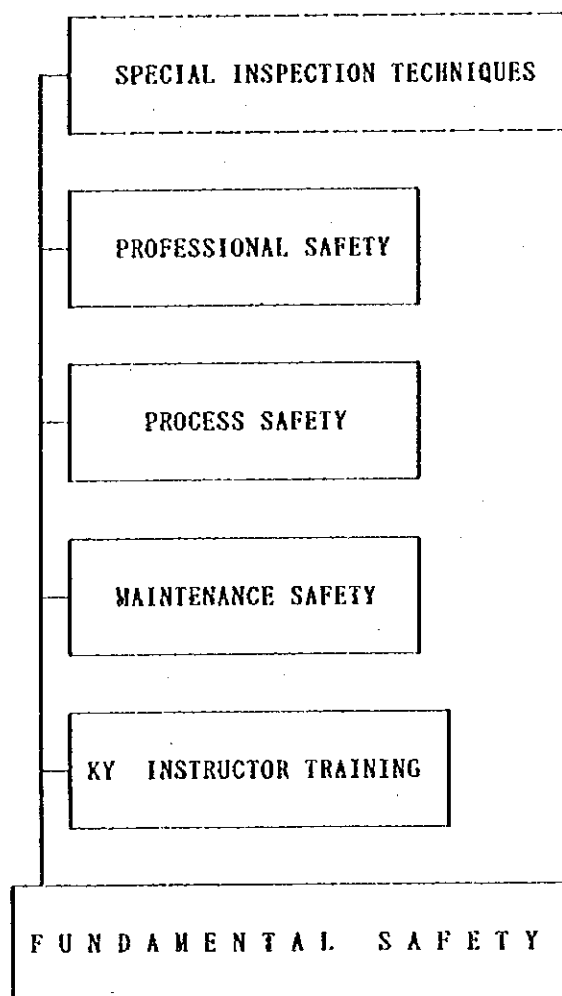 SPECIAL INSPECTION TECHNIQUES
PROFESSIONAL SAFETY
PROCESS SAFETY
MAINTENANCE SAFETY
KY INSTRUCTOR TRAINING
FUNDAMENTAL SAFETY